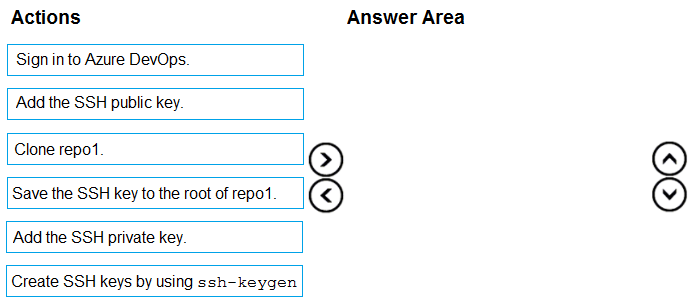 Actions
Answer Area
Sign in to Azure DevOps.
Add the SSH public key.
Clone repo1.
Save the SSH key to the root of repo1.
Add the SSH private key.
Create SSH keys by using ssh-keygen